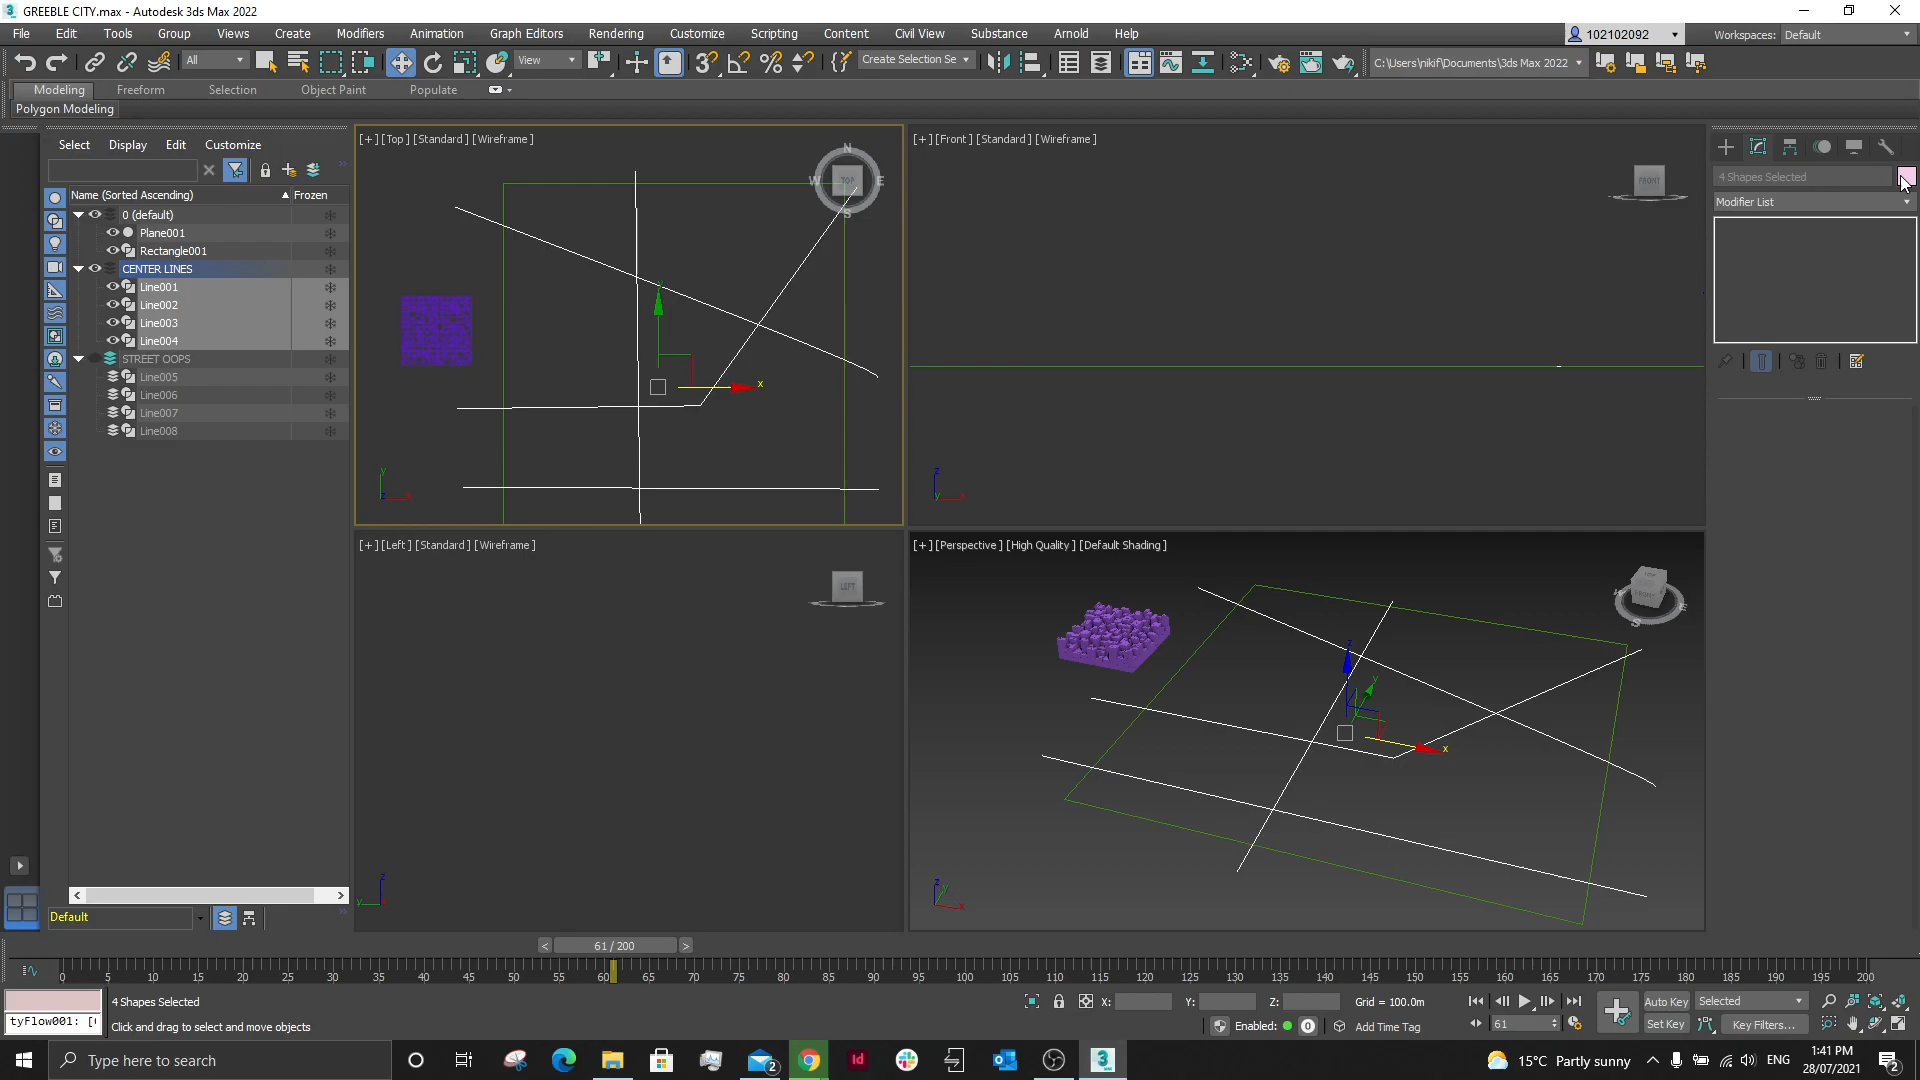 GREEBLE CITY.max - Autodesk 3ds Max 2022
File Edit Tools Group Views Create Modifiers Animation Graph Editors Rendering Customize Scripting Content Civil View Substance Arnold Help
102102092 Workspaces: Default
All View Create Selection Se C:\Users\nikif\Documents\3ds Max 2022
Modeling Freeform Selection Object Paint Populate
Polygon Modeling
Select Display Edit Customize
Name (Sorted Ascending) Frozen
0 (default)
Plane001
Rectangle001
CENTER LINES
Line001
Line002
Line003
Line004
STREET OOPS
Line005
Line006
Line007
Line008
Default
[+] [Top] [Standard] [Wireframe]
N
W TOP E
S
y
x
[+] [Front] [Standard] [Wireframe]
FRONT
z
[+] [Left] [Standard] [Wireframe]
LEFT
z
y
[+] [Perspective] [High Quality] [Default Shading]
FRONT
S
z
y
x
4 Shapes Selected
Modifier List
< 61 / 200 >
0 5 10 15 20 25 30 35 40 45 50 55 60 65 70 75 80 85 90 95 100 105 110 115 120 125 130 135 140 145 150 155 160 165 170 175 180 185 190 195 200
4 Shapes Selected
Click and drag to select and move objects
tyFlow001: [
X: Y: Z: Grid = 100.0m
Enabled: 0 Add Time Tag
61
Auto Key Selected
Set Key Key Filters...
Type here to search
Id
2
3
15°C Partly sunny
ENG
1:41 PM
28/07/2021
2